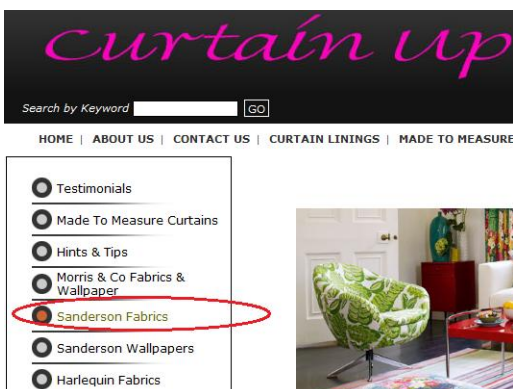 curtain up
Search by Keyword GO
HOME | ABOUT US | CONTACT US | CURTAIN LININGS | MADE TO MEASURE
Testimonials
Made To Measure Curtains
Hints & Tips
Morris & Co Fabrics &
Wallpaper
Sanderson Fabrics
Sanderson Wallpapers
Harlequin Fabrics